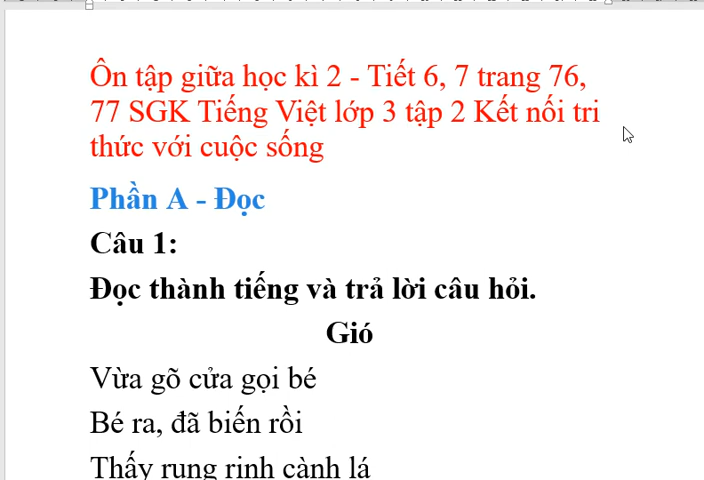 Ôn tập giữa học kì 2 - Tiết 6, 7 trang 76,
77 SGK Tiếng Việt lớp 3 tập 2 Kết nối tri
thức với cuộc sống
Phần A - Đọc
Câu 1:
Đọc thành tiếng và trả lời câu hỏi.
Gió
Vừa gõ cửa gọi bé
Bé ra, đã biến rồi
Thấy rung rinh cành lá